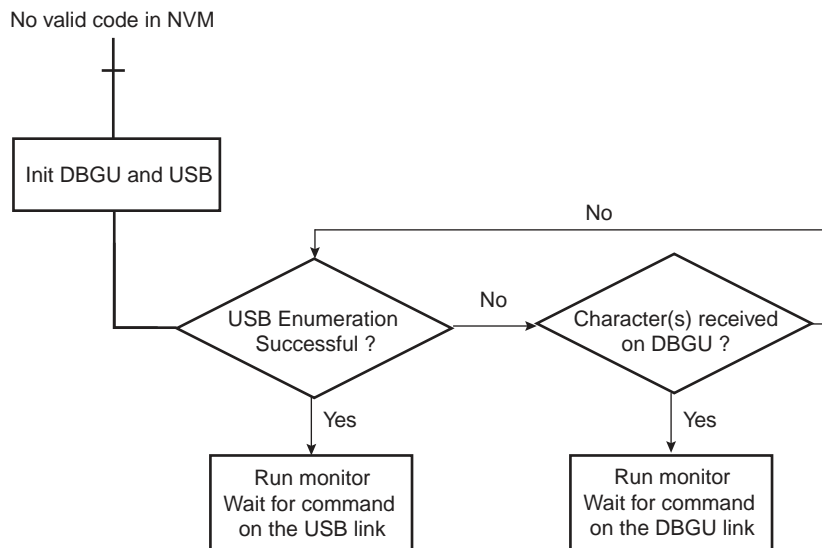 No valid code in NVM
Init DBGU and USB
No
USB Enumeration
Successful ?
No
Character(s) received
on DBGU ?
Yes
Yes
Run monitor
Wait for command
on the USB link
Run monitor
Wait for command
on the DBGU link